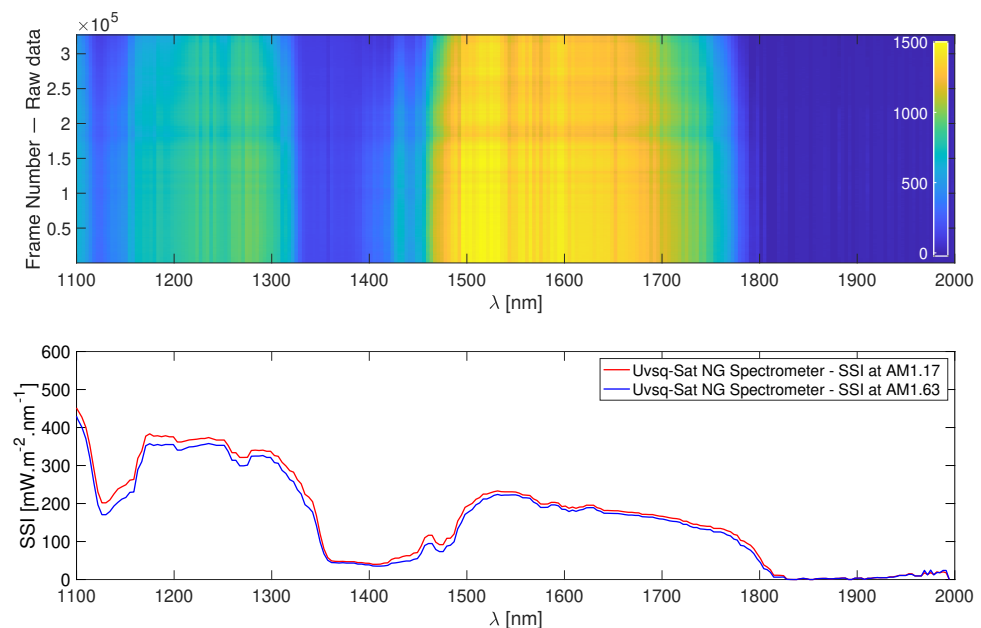 ×10⁵
Frame Number — Raw data
3
2.5
2
1.5
1
0.5
1500
1000
500
0
1100 1200 1300 1400 1500 1600 1700 1800 1900 2000
λ [nm]
SSI [mW.m⁻².nm⁻¹]
600
500
400
300
200
100
0
Uvsq-Sat NG Spectrometer - SSI at AM1.17
Uvsq-Sat NG Spectrometer - SSI at AM1.63
1100 1200 1300 1400 1500 1600 1700 1800 1900 2000
λ [nm]